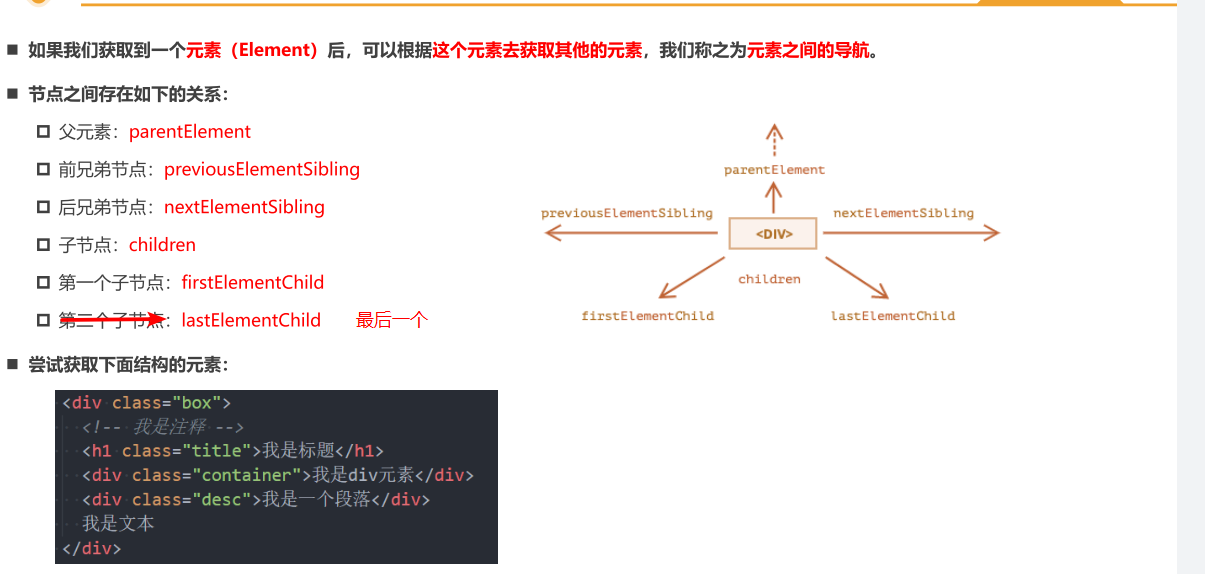 如果我们获取到一个元素（Element）后，可以根据这个元素去获取其他的元素，我们称之为元素之间的导航。
节点之间存在如下的关系：
父元素：parentElement
前兄弟节点：previousElementSibling
后兄弟节点：nextElementSibling
子节点：children
第一个子节点：firstElementChild
第二个子节点：lastElementChild 最后一个
parentElement
previousElementSibling
nextElementSibling
<DIV>
children
firstElementChild
lastElementChild
尝试获取下面结构的元素：
<div class="box">
<!-- 我是注释 -->
<h1 class="title">我是标题</h1>
<div class="container">我是div元素</div>
<div class="desc">我是一个段落</div>
我是文本
</div>